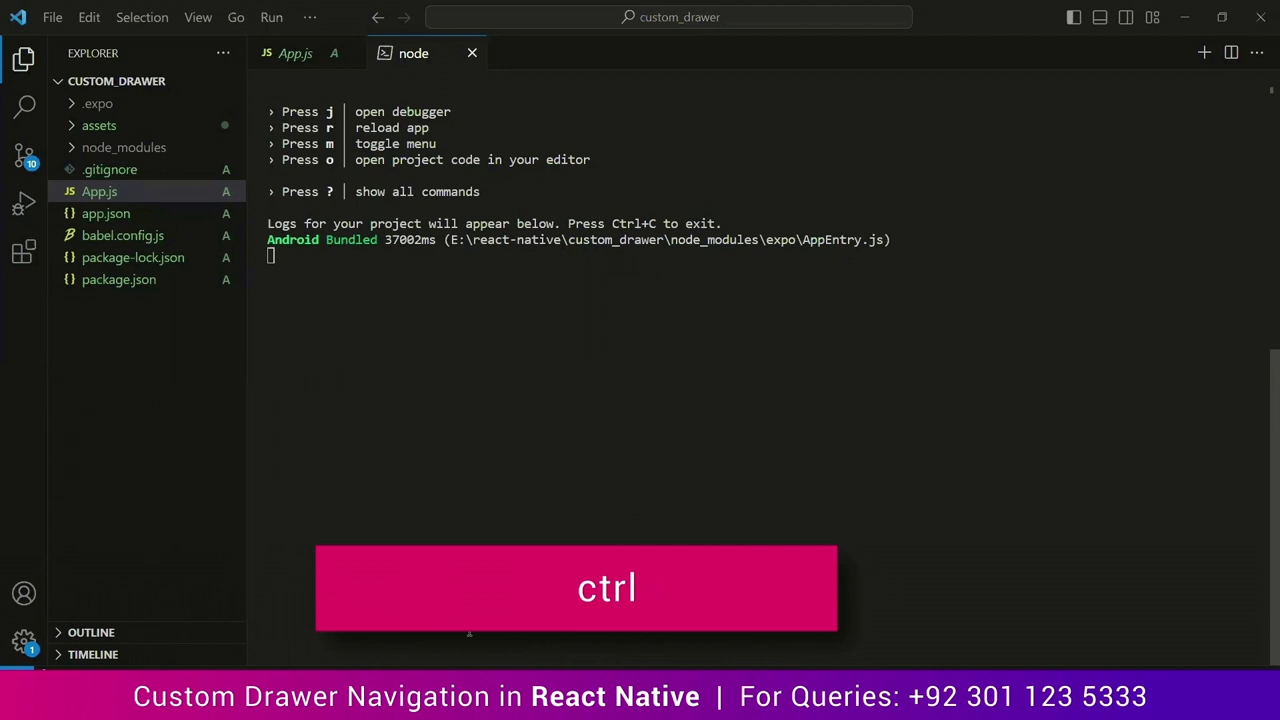 File Edit Selection View Go Run ···
custom_drawer
EXPLORER ···
JS App.js A
node
CUSTOM_DRAWER
.expo
assets
node_modules
.gitignore A
JS App.js A
{} app.json A
babel.config.js A
{} package-lock.json A
{} package.json A
› Press j │ open debugger
› Press r │ reload app
› Press m │ toggle menu
› Press o │ open project code in your editor
› Press ? │ show all commands
Logs for your project will appear below. Press Ctrl+C to exit.
Android Bundled 37002ms (E:\react-native\custom_drawer\node_modules\expo\AppEntry.js)
10
ctrl
OUTLINE
TIMELINE
1
Custom Drawer Navigation in React Native | For Queries: +92 301 123 5333